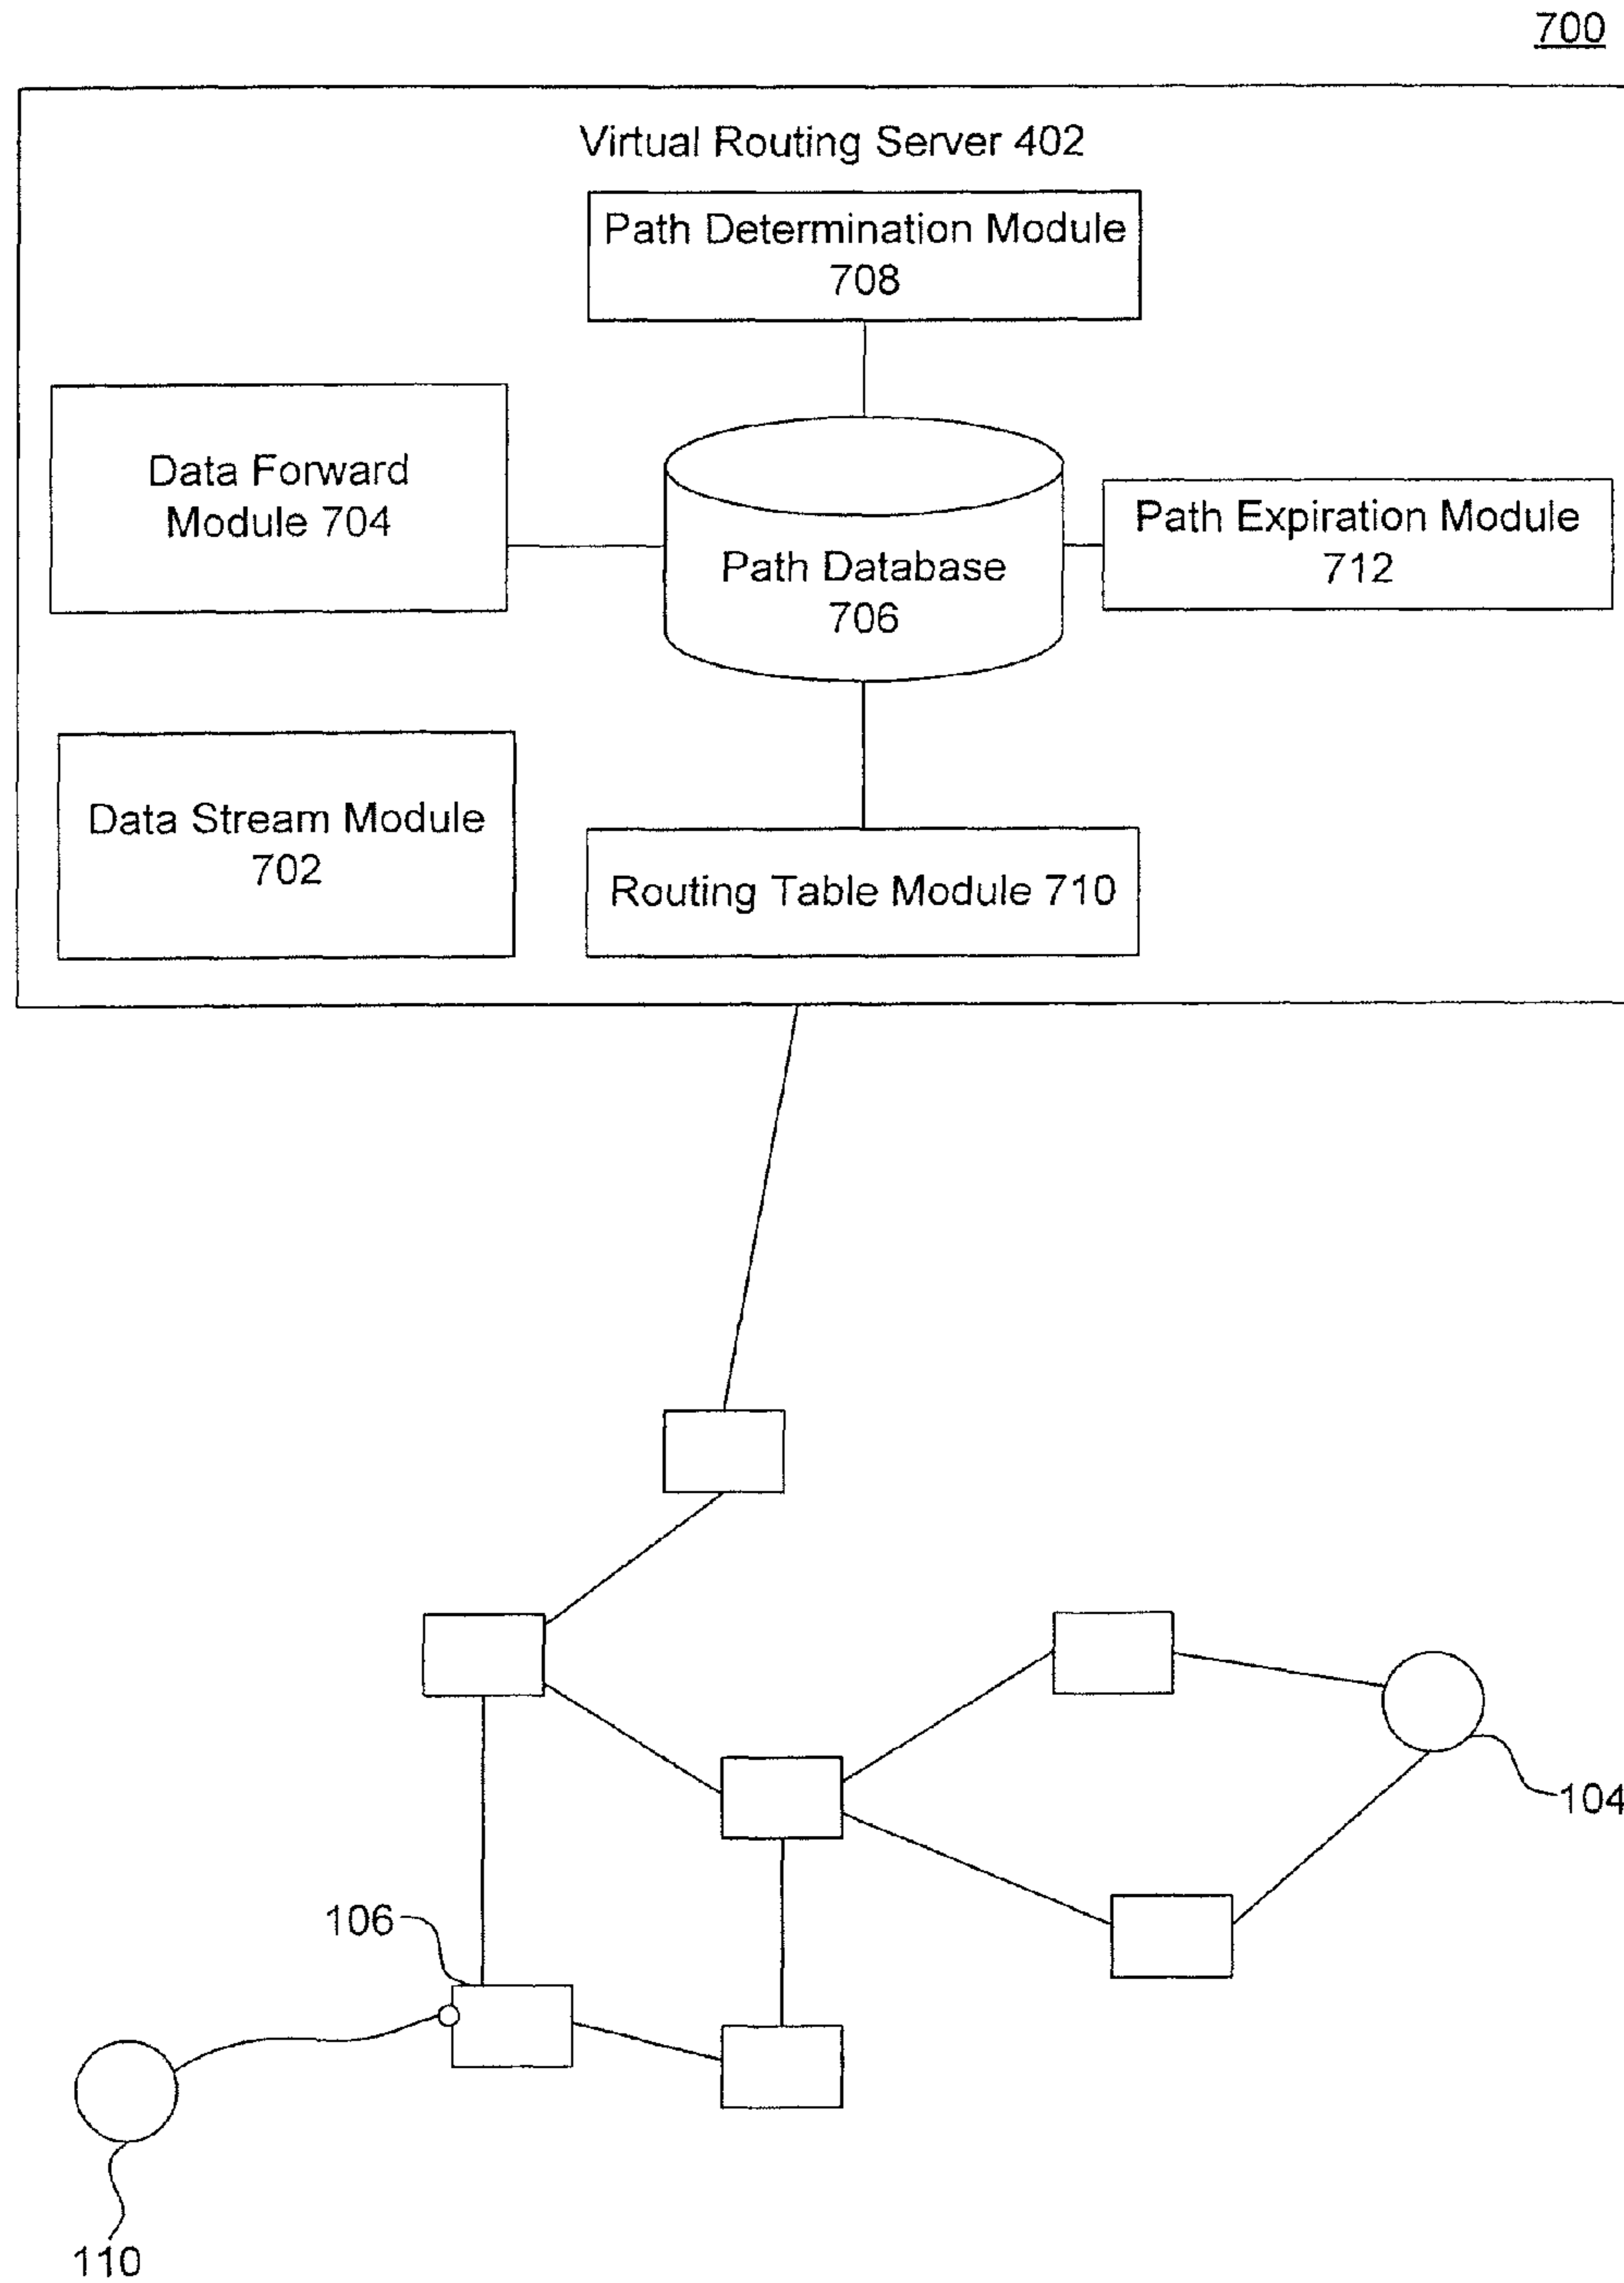 700
Virtual Routing Server 402
Path Determination Module
708
Data Forward
Module 704
Path Database
706
Path Expiration Module
712
Data Stream Module
702
Routing Table Module 710
104
106
110